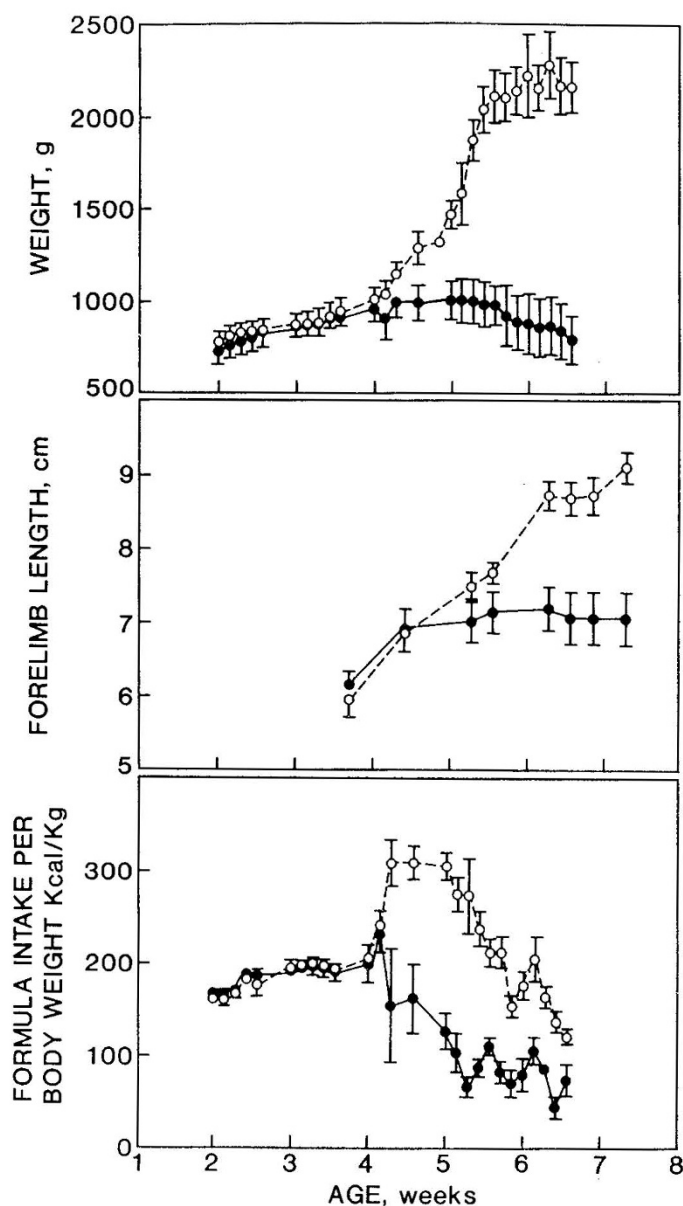 2500
2000
1500
1000
500
WEIGHT, g
9
8
7
6
5
FORELIMB LENGTH, cm
300
200
100
0
FORMULA INTAKE PER
BODY WEIGHT Kcal/Kg
1 2 3 4 5 6 7 8
AGE, weeks